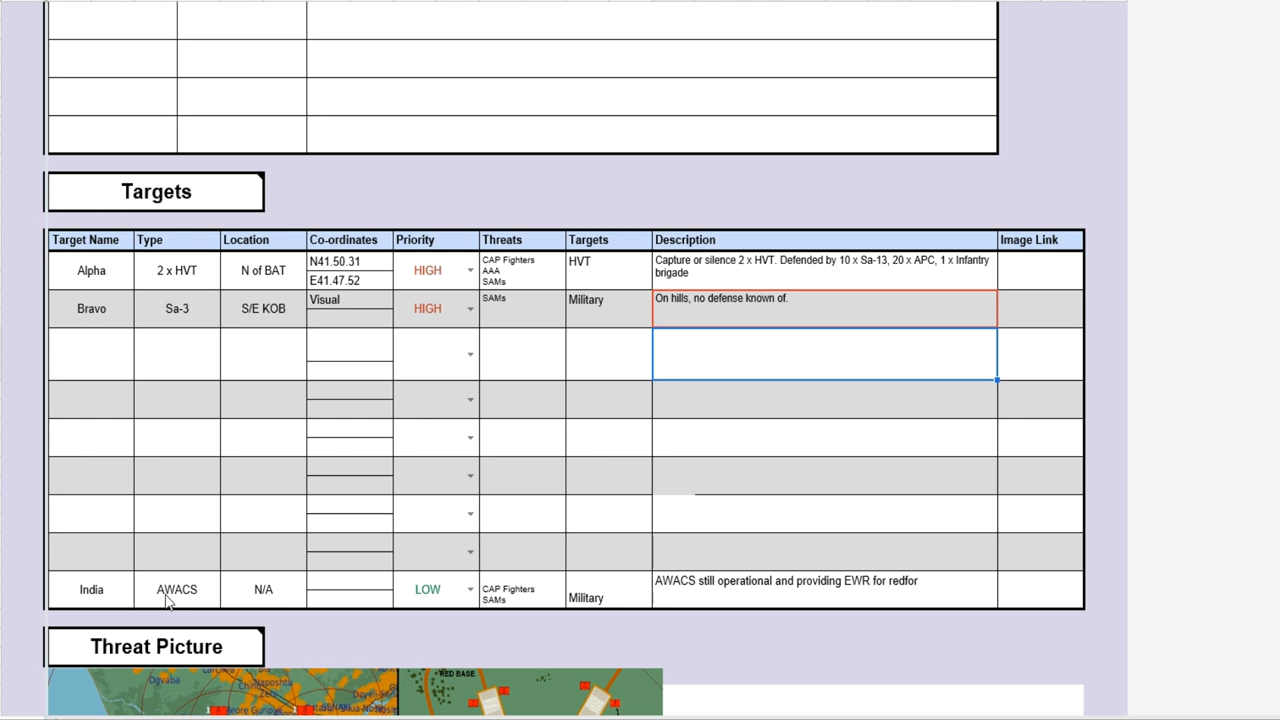 Targets
Target Name Type Location Co-ordinates Priority Threats Targets Description Image Link
Alpha 2 x HVT N of BAT N41.50.31 HIGH CAP Fighters HVT Capture or silence 2 x HVT. Defended by 10 x Sa-13, 20 x APC, 1 x Infantry
E41.47.52 AAA brigade
SAMs
Bravo Sa-3 S/E KOB Visual HIGH SAMs Military On hills, no defense known of.
India AWACS N/A LOW CAP Fighters Military AWACS still operational and providing EWR for redfor
SAMs
Threat Picture
Dgvaba
Naposhtu
RED BASE